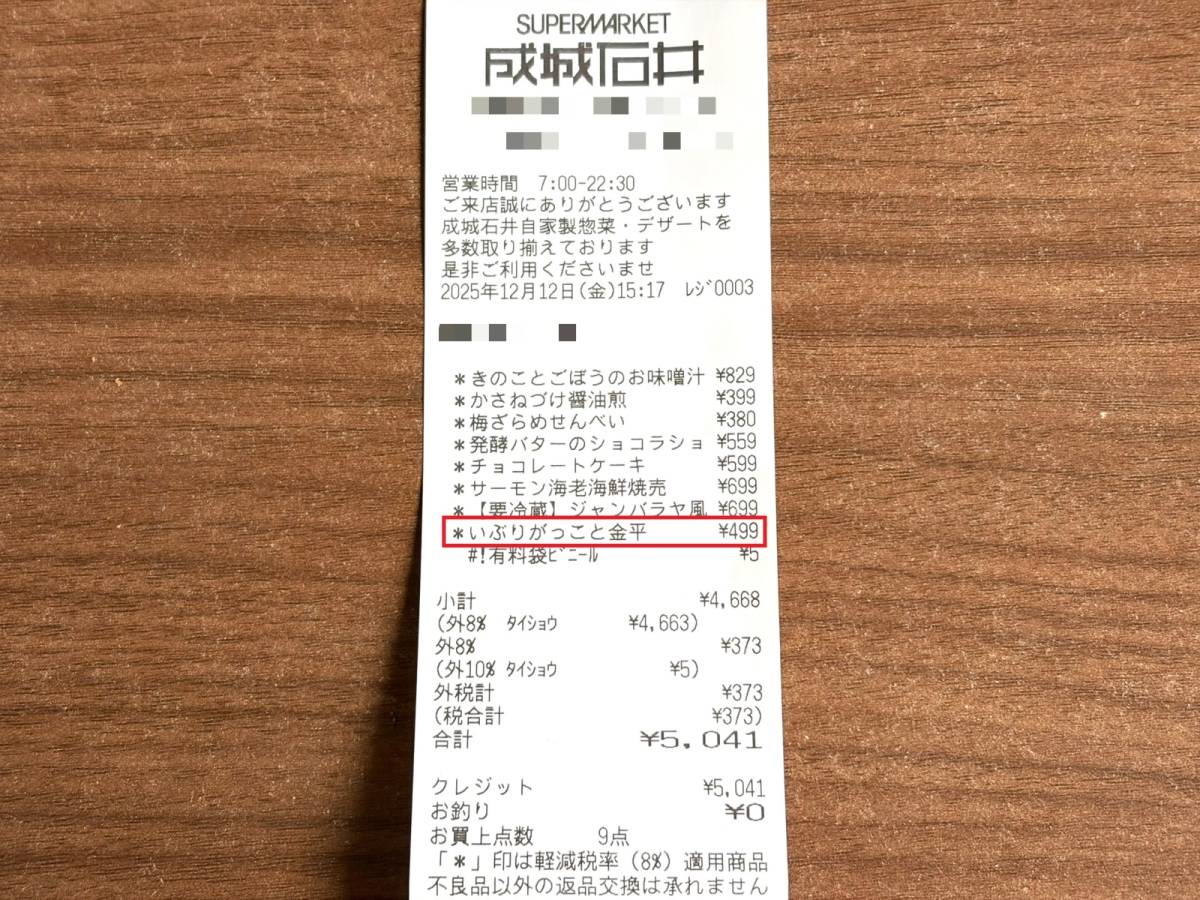 SUPERMARKET
成城石井
営業時間 7:00-22:30
ご来店誠にありがとうございます
成城石井自家製惣菜・デザートを
多数取り揃えております
是非ご利用くださいませ
2025年12月12日(金)15:17 ﾚｼﾞ0003
*きのことごぼうのお味噌汁 ¥829
*かさねづけ醤油煎 ¥399
*梅ざらめせんべい ¥380
*発酵バターのショコラショ ¥559
*チョコレートケーキ ¥599
*サーモン海老海鮮焼売 ¥699
*【要冷蔵】ジャンバラヤ風 ¥699
*いぶりがっこと金平 ¥499
#!有料袋ﾋﾞﾆｰﾙ ¥5
小計 ¥4,668
(外8% ﾀｲｼｮｳ ¥4,663)
外8% ¥373
(外10% ﾀｲｼｮｳ ¥5)
外税計 ¥373
(税合計 ¥373)
合計 ¥5,041
クレジット ¥5,041
お釣り ¥0
お買上点数 9点
「*」印は軽減税率(8%)適用商品
不良品以外の返品交換は承れません